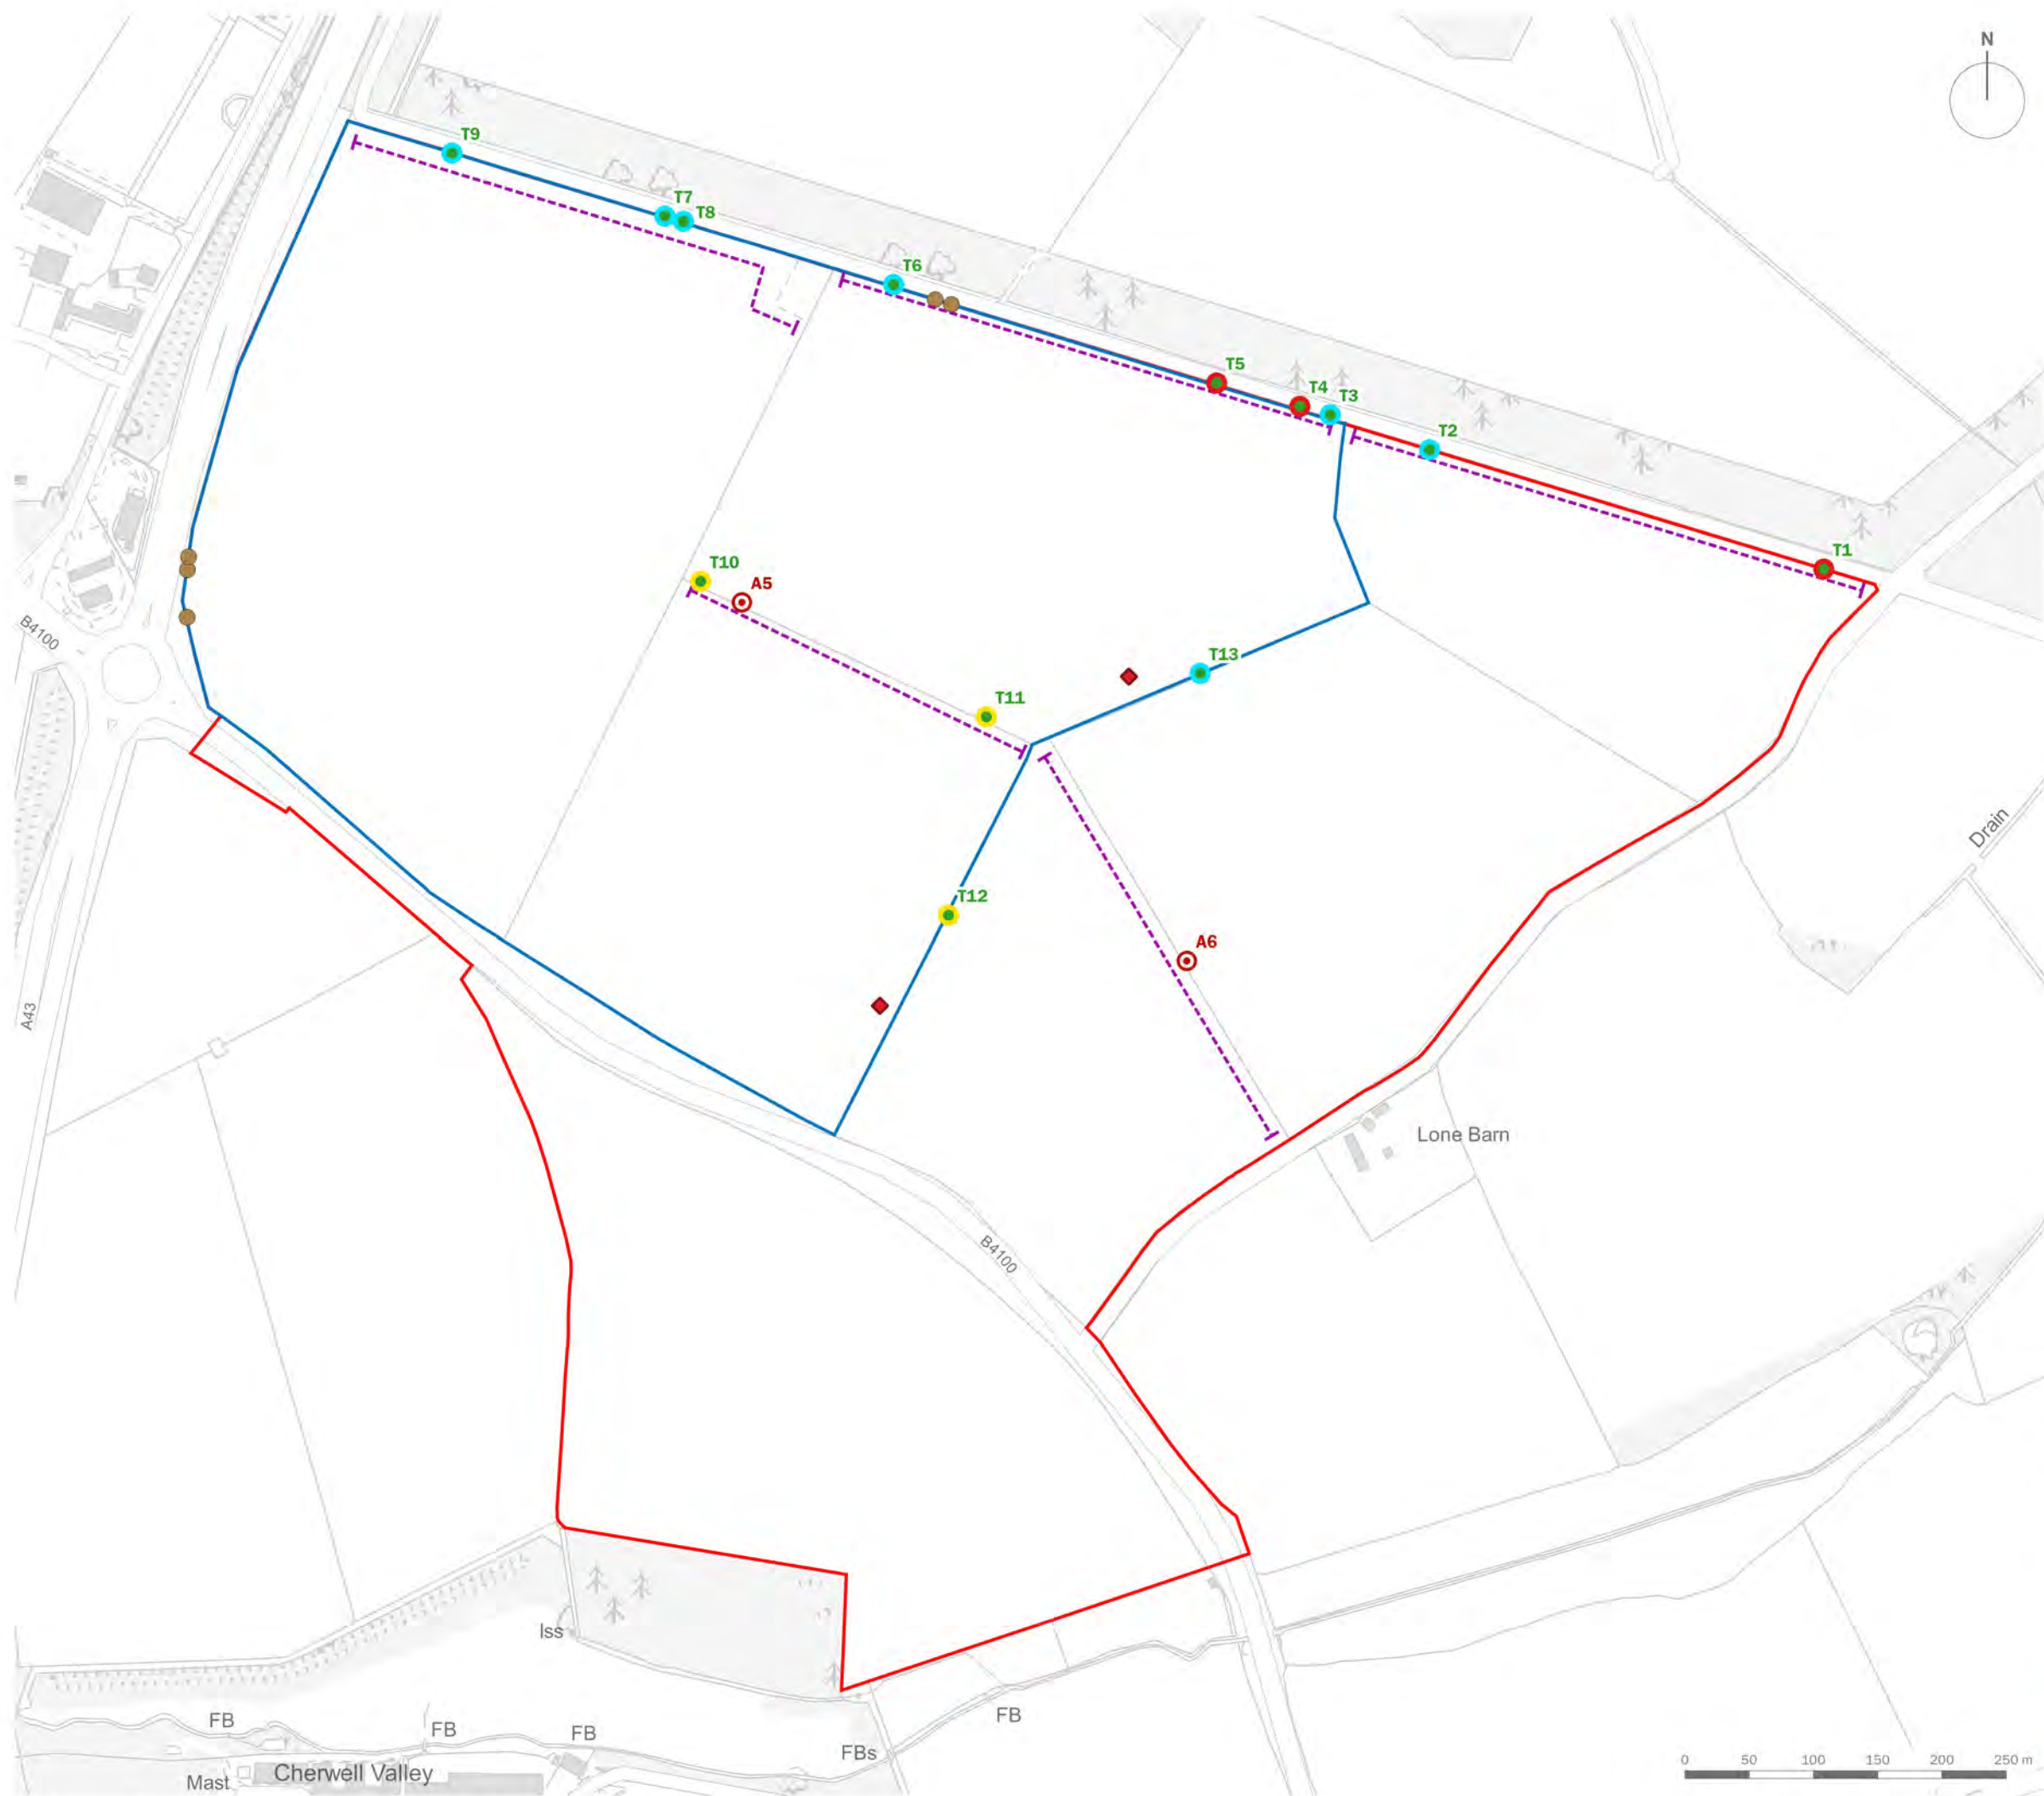 N
T9
T7
T8
T6
T5
T4
T3
T2
T1
T10
A5
B4100
T13
T11
Drain
T12
A6
A43
Lone Barn
B4100
Iss
FB
FB
FB
FB
FBs
Cherwell Valley
Mast
0 50 100 150 200 250 m